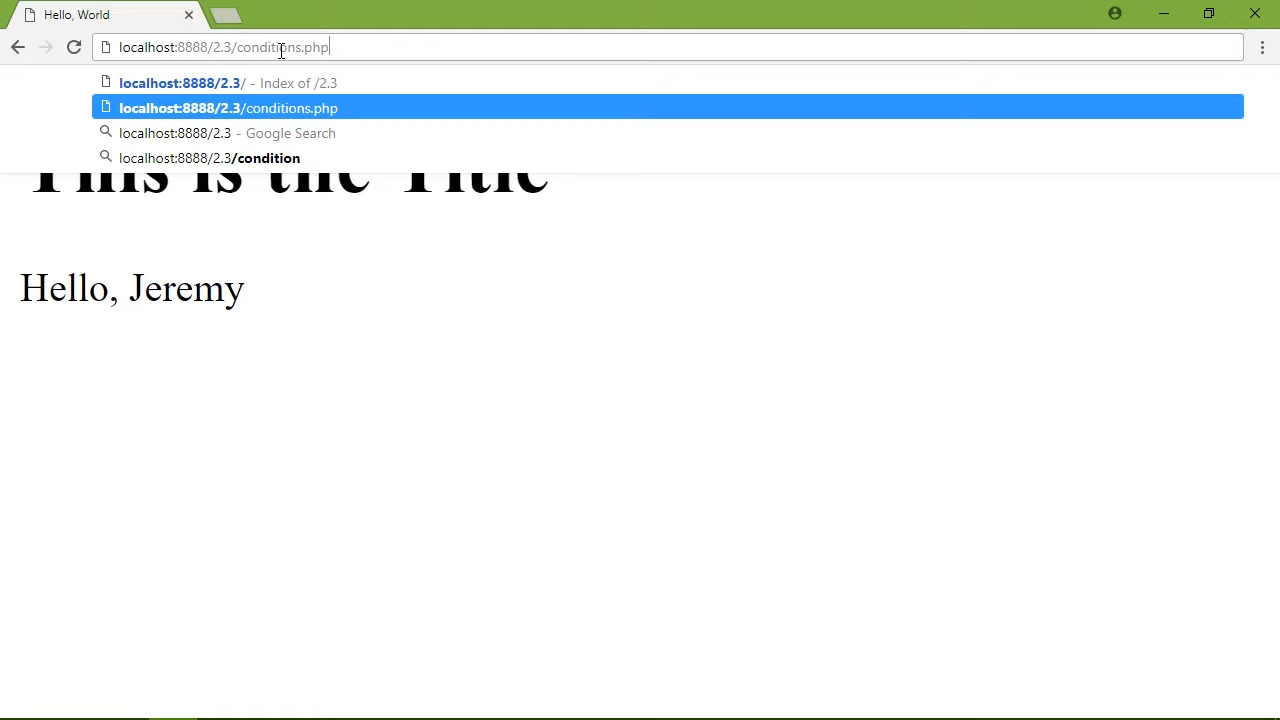 Hello, World
localhost:8888/2.3/conditions.php
localhost:8888/2.3/ - Index of /2.3
localhost:8888/2.3/conditions.php
localhost:8888/2.3 - Google Search
localhost:8888/2.3/condition
This is the Title
Hello, Jeremy